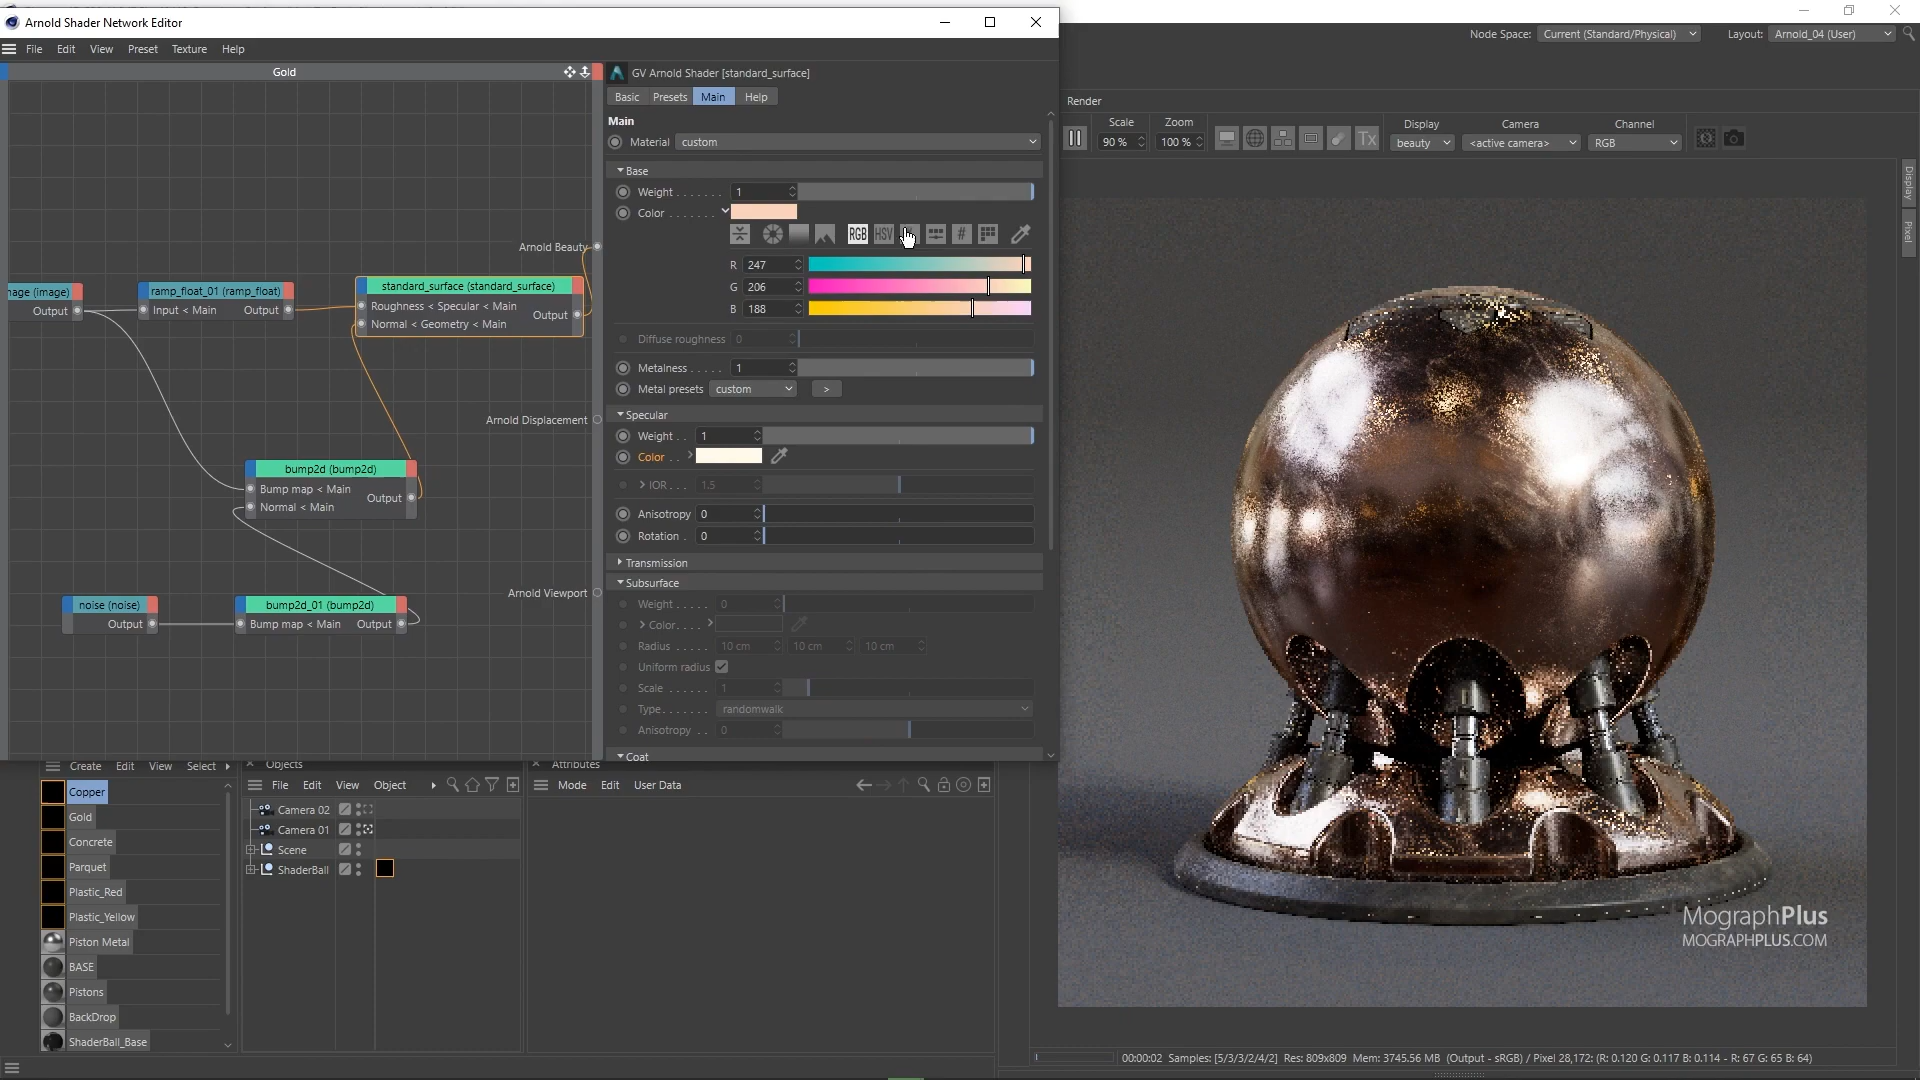 Arnold Shader Network Editor
File Edit View Preset Texture Help
Gold
Arnold Beauty
mage (image)
Output
ramp_float_01 (ramp_float)
Input < Main Output
standard_surface (standard_surface)
Roughness < Specular < Main
Output
Normal < Geometry < Main
Arnold Displacement
bump2d (bump2d)
Bump map < Main
Output
Normal < Main
Arnold Viewport
noise (noise)
Output
bump2d_01 (bump2d)
Bump map < Main Output
GV Arnold Shader [standard_surface]
Basic Presets Main Help
Main
Material custom
Base
Weight . . . . . . . 1
Color . . . . . . .
RGB HSV #
R 247
G 206
B 188
Diffuse roughness 0
Metalness . . . . . 1
Metal presets custom >
Specular
Weight . . 1
Color . . >
> IOR . . . 1.5
Anisotropy 0
Rotation . 0
Transmission
Subsurface
Weight . . . . . 0
> Color. . . . >
Radius . . . . . 10 cm 10 cm 10 cm
Uniform radius
Scale . . . . . . 1
Type. . . . . . . randomwalk
Anisotropy . . 0
Coat
Node Space: Current (Standard/Physical) Layout: Arnold_04 (User)
Render
Scale Zoom Display Camera Channel
90 % 100 % Tx beauty <active camera> RGB
Display
Pixel
MographPlus
MOGRAPHPLUS.COM
00:00:02 Samples: [5/3/3/2/4/2] Res: 809x809 Mem: 3745.56 MB (Output - sRGB) / Pixel 28,172: (R: 0.120 G: 0.117 B: 0.114 - R: 67 G: 65 B: 64)
Create Edit View Select
Copper
Gold
Concrete
Parquet
Plastic_Red
Plastic_Yellow
Piston Metal
BASE
Pistons
BackDrop
ShaderBall_Base
Objects
File Edit View Object
Camera 02
Camera 01
Scene
ShaderBall
Attributes
Mode Edit User Data